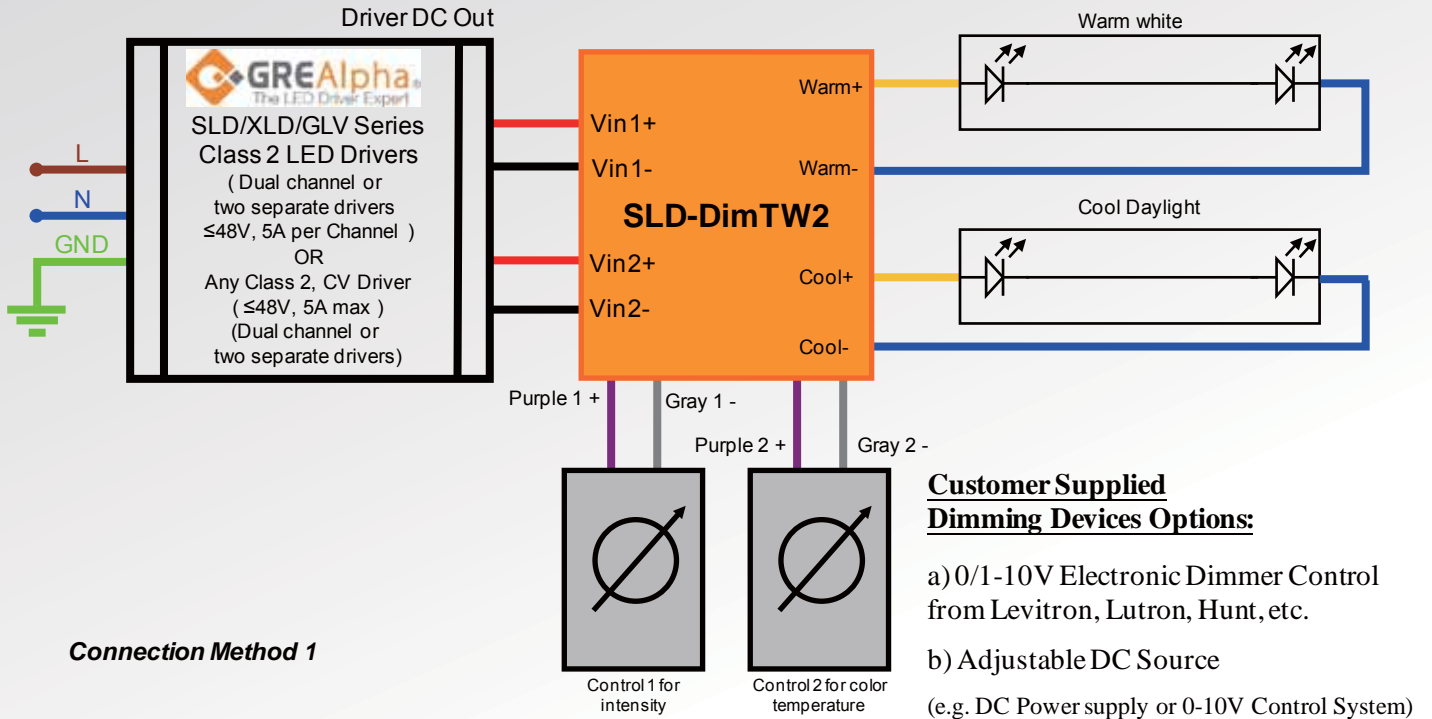 Driver DC Out
GREAlpha®
The LED Driver Expert
SLD/XLD/GLV Series
Class 2 LED Drivers
( Dual channel or
two separate drivers
≤48V, 5A per Channel )
OR
Any Class 2, CV Driver
( ≤48V, 5A max )
(Dual channel or
two separate drivers)
L
N
GND
Vin1+
Vin1-
SLD-DimTW2
Vin2+
Vin2-
Warm+
Warm-
Cool+
Cool-
Warm white
Cool Daylight
Purple 1 +
Gray 1 -
Purple 2 +
Gray 2 -
Control 1 for
intensity
Control 2 for color
temperature
Customer Supplied
Dimming Devices Options:
a) 0/1-10V Electronic Dimmer Control
from Levitron, Lutron, Hunt, etc.
b) Adjustable DC Source
(e.g. DC Power supply or 0-10V Control System)
Connection Method 1